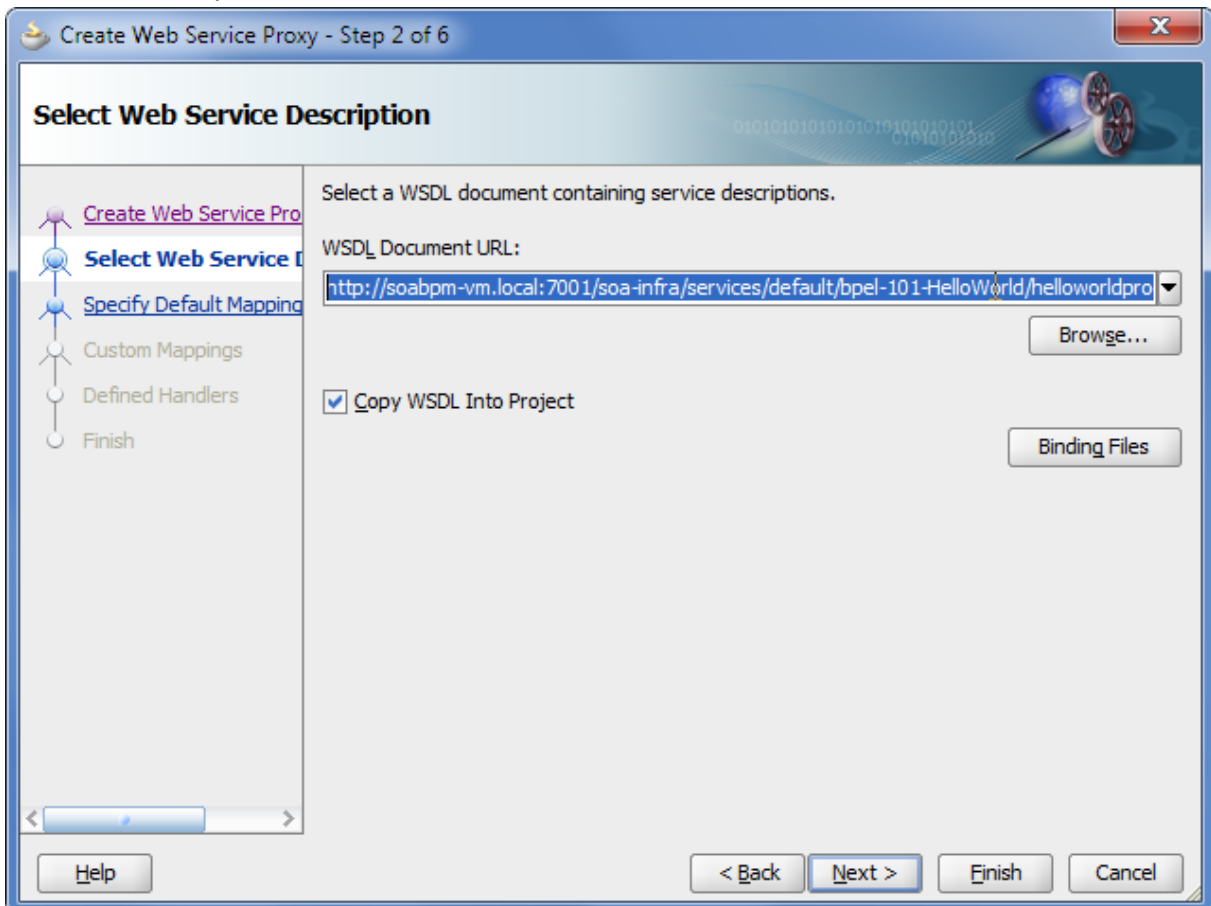 Create Web Service Proxy - Step 2 of 6
Select Web Service Description
Create Web Service Pro
Select Web Service D
Specify Default Mapping
Custom Mappings
Defined Handlers
Finish
Select a WSDL document containing service descriptions.
WSDL Document URL:
http://soabpm-vm.local:7001/soa-infra/services/default/bpel-101-HelloWorld/helloworldpro
Browse...
Copy WSDL Into Project
Binding Files
Help
< Back
Next >
Finish
Cancel